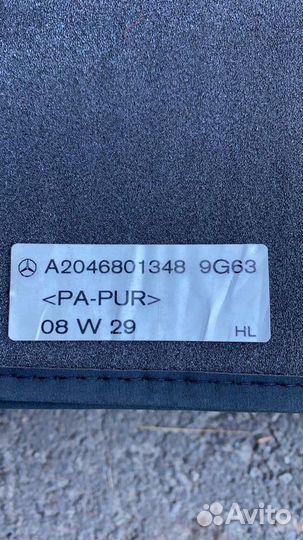 A2046801348 9G63
<PA-PUR>
08 W 29
HL
Avito